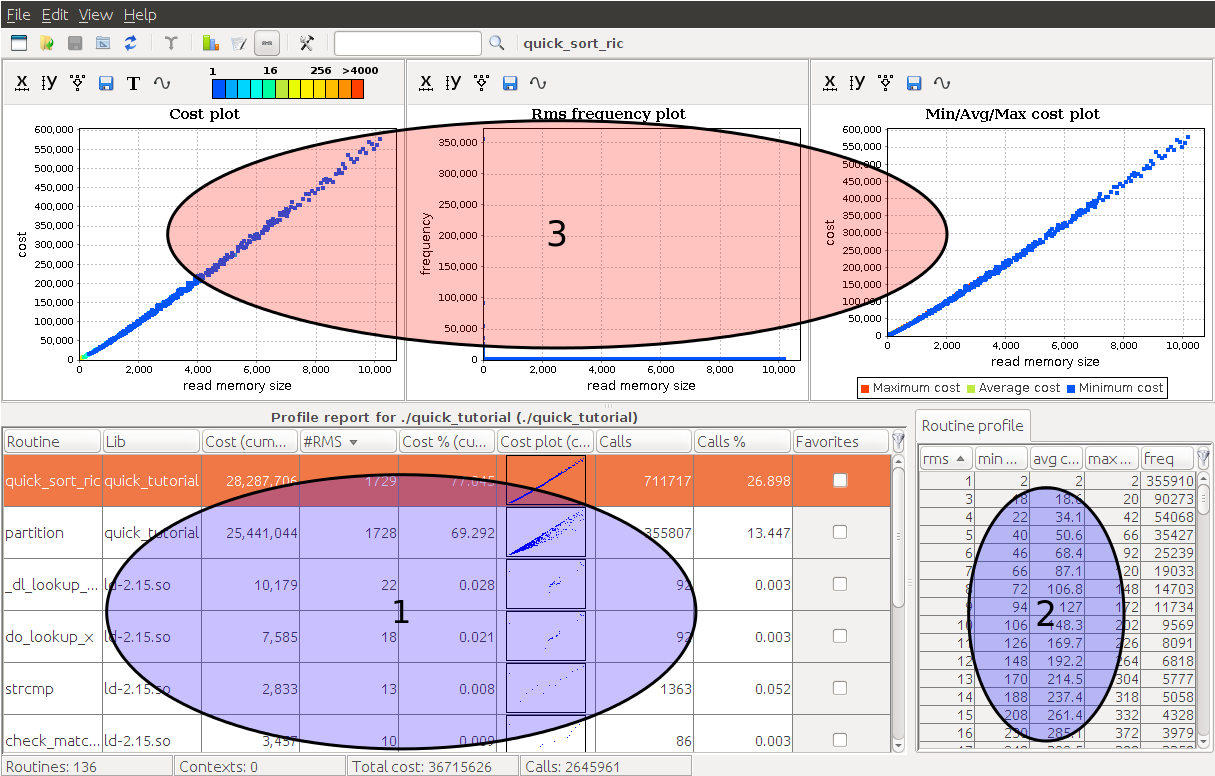 File Edit View Help
RMS quick_sort_ric
X IY T 1 16 256 >4000
X IY
X IY
Cost plot
600,000
550,000
500,000
450,000
400,000
350,000
300,000
250,000
200,000
150,000
100,000
50,000
0
cost
0 2,000 4,000 6,000 8,000 10,000
read memory size
Rms frequency plot
350,000
300,000
250,000
200,000
150,000
100,000
50,000
0
frequency
3
0 2,000 4,000 6,000 8,000 10,000
read memory size
Min/Avg/Max cost plot
600,000
550,000
500,000
450,000
400,000
350,000
300,000
250,000
200,000
150,000
100,000
50,000
0
cost
0 2,000 4,000 6,000 8,000 10,000
read memory size
Maximum cost Average cost Minimum cost
Profile report for ./quick_tutorial (./quick_tutorial)
Routine Lib Cost (cum... #RMS Cost % (cu... Cost plot (c... Calls Calls % Favorites
quick_sort_ric quick_tutorial 28,287,706 1729 77.045 711717 26.898
partition quick_tutorial 25,441,044 1728 69.292 355807 13.447
_dl_lookup_... ld-2.15.so 10,179 22 0.028 92 0.003
do_lookup_x ld-2.15.so 7,585 18 0.021 92 0.003
1
strcmp ld-2.15.so 2,833 13 0.008 1363 0.052
check_matc... ld-2.15.so 3,457 10 0.009 86 0.003
Routine profile
rms min ... avg c... max ... freq
1 2 2 2 355910
3 18 18.6 20 90273
4 22 34.1 42 54068
5 40 50.6 66 35427
6 46 68.4 92 25239
7 66 87.1 120 19033
8 72 106.8 148 14703
9 94 127 172 11734
2
10 106 148.3 202 9569
11 126 169.7 226 8091
12 148 192.2 264 6818
13 170 214.5 304 5777
14 188 237.4 318 5058
15 208 261.4 332 4328
16 230 285.1 372 3979
Routines: 136 Contexts: 0 Total cost: 36715626 Calls: 2645961